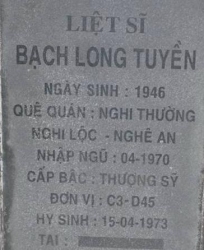 LIỆT SĨ
BẠCH LONG TUYỀN
NGÀY SINH : 1946
QUÊ QUÁN : NGHI THƯỜNG
NGHI LỘC - NGHỆ AN
NHẬP NGŨ : 04-1970
CẤP BẬC : THƯỢNG SỸ
ĐƠN VỊ : C3-D45
HY SINH : 15-04-1973
TẠI :